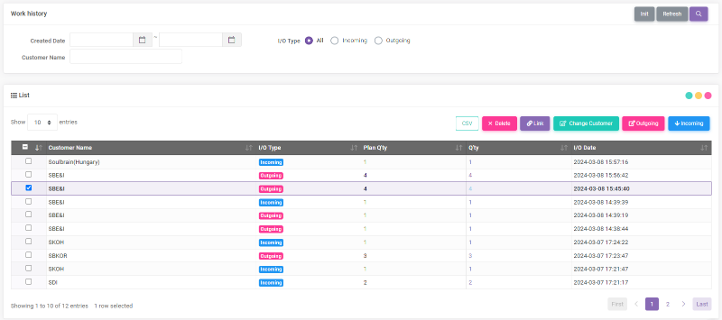 Work history
Init Refresh
Created Date ~ I/O Type All Incoming Outgoing
Customer Name
List
Show 10 entries
CSV Delete Link Change Customer Outgoing Incoming
Customer Name I/O Type Plan Q'ty Q'ty I/O Date
Soulbrain(Hungary) Incoming 1 1 2024-03-08 15:57:16
SBE&I Outgoing 4 4 2024-03-08 15:56:42
SBE&I Outgoing 4 4 2024-03-08 15:45:40
SBE&I Incoming 1 1 2024-03-08 14:39:39
SBE&I Outgoing 1 1 2024-03-08 14:39:19
SBE&I Outgoing 1 1 2024-03-08 14:38:44
SKOH Incoming 1 1 2024-03-07 17:24:22
SBKOR Outgoing 3 3 2024-03-07 17:23:47
SKOH Incoming 1 1 2024-03-07 17:21:47
SDI Incoming 2 2 2024-03-07 17:21:17
Showing 1 to 10 of 12 entries 1 row selected
First 1 2 Last